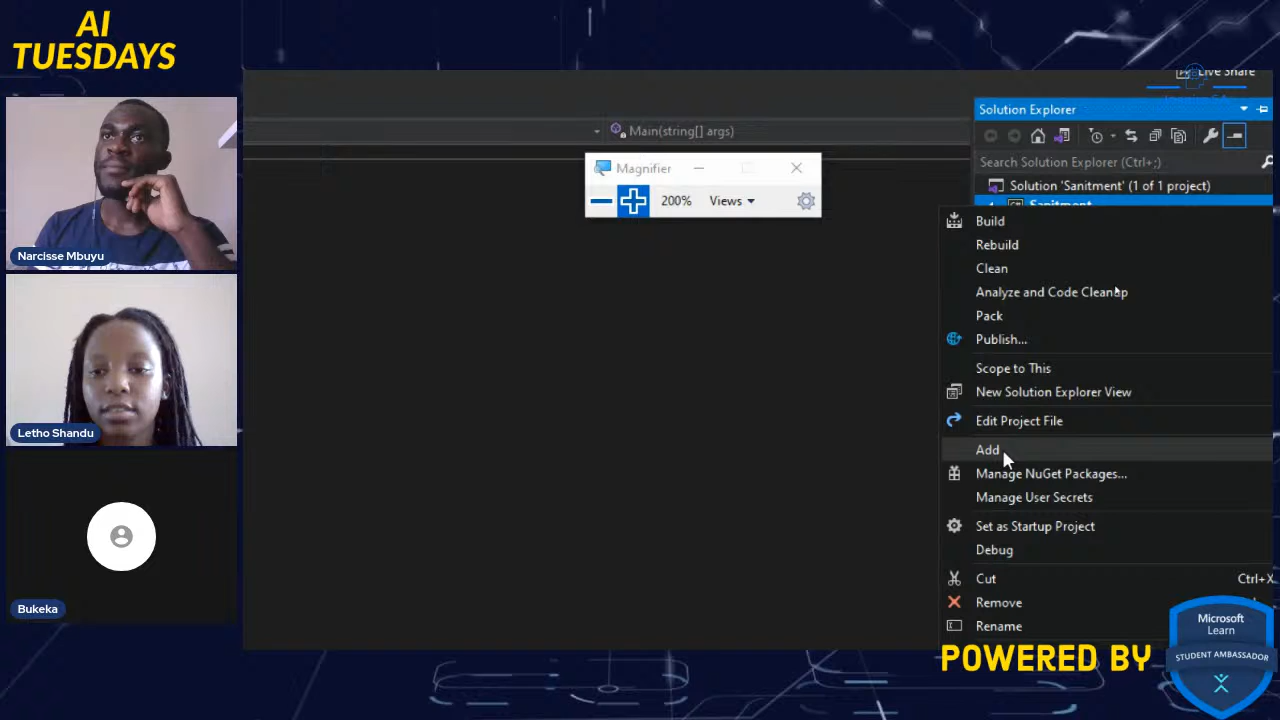 AI
TUESDAYS
Narcisse Mbuyu
Letho Shandu
Bukeka
Live Share
Main(string[] args)
Magnifier
200%
Views
Solution Explorer
Search Solution Explorer (Ctrl+;)
Solution 'Sanitment' (1 of 1 project)
Sanitment
Build
Rebuild
Clean
Analyze and Code Cleanup
Pack
Publish...
Scope to This
New Solution Explorer View
Edit Project File
Add
Manage NuGet Packages...
Manage User Secrets
Set as Startup Project
Debug
Cut
Ctrl+X
Remove
Rename
POWERED BY
Microsoft
Learn
STUDENT AMBASSADOR